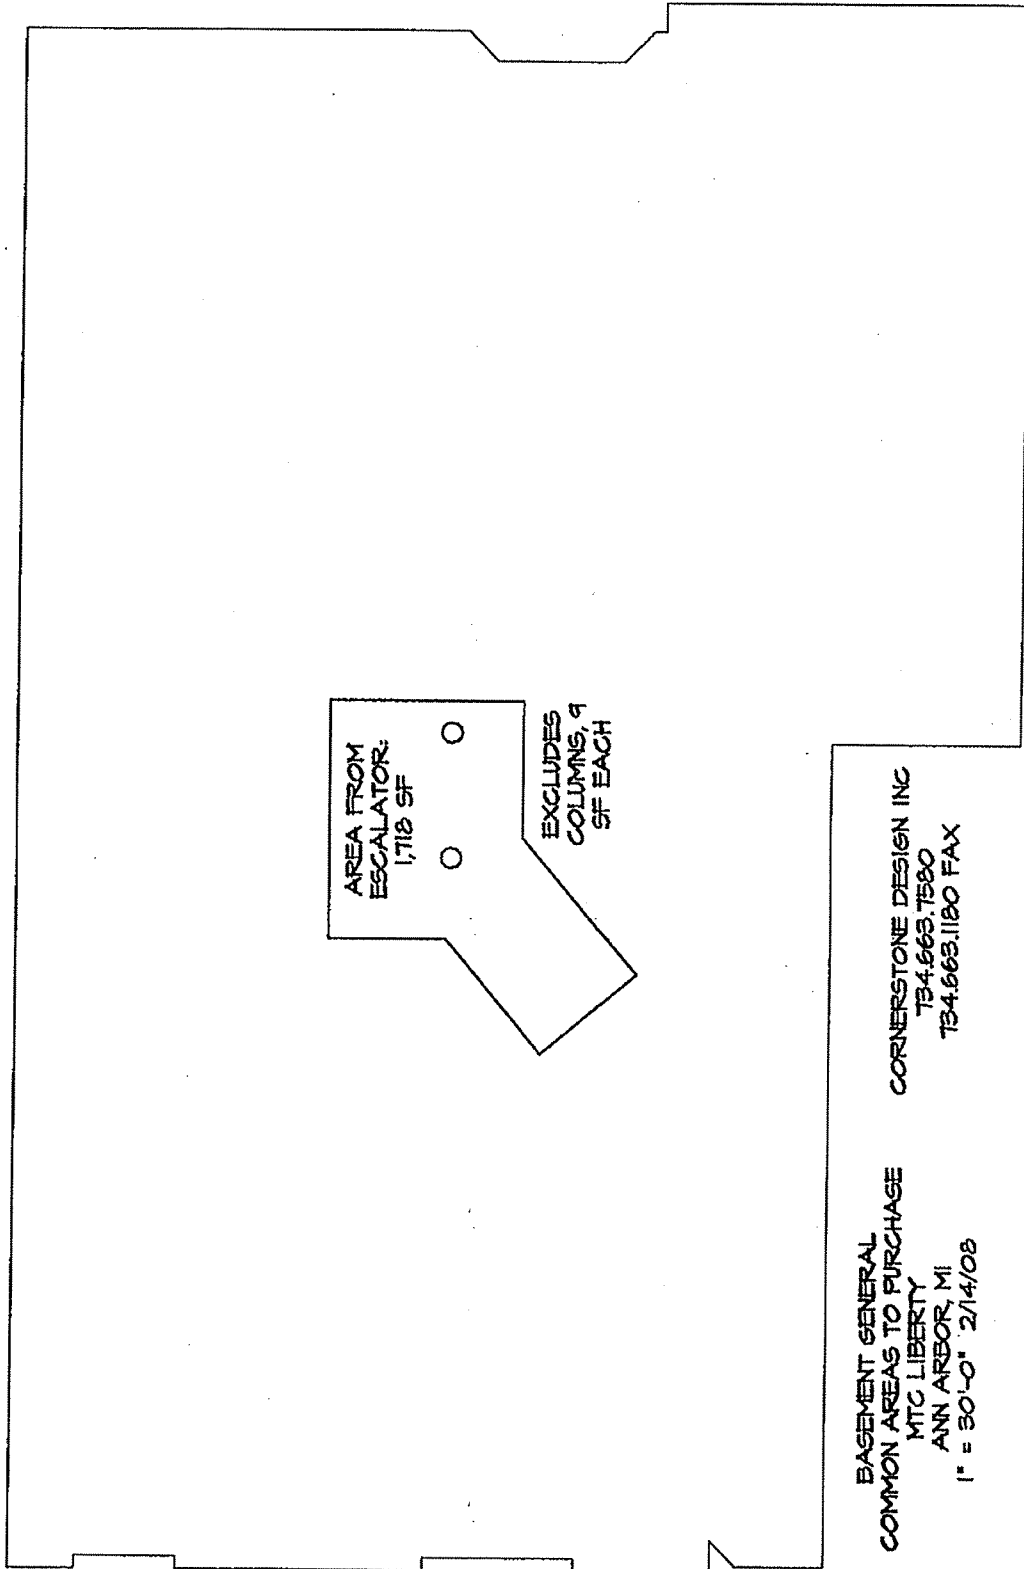 AREA FROM
ESCALATOR:
1,718 SF
EXCLUDES
COLUMNS, 9
SF EACH
BASEMENT GENERAL
COMMON AREAS TO PURCHASE
MTC LIBERTY
ANN ARBOR, MI
1" = 30'-0" 2/14/08
CORNERSTONE DESIGN INC
734.663.7580
734.663.1180 FAX